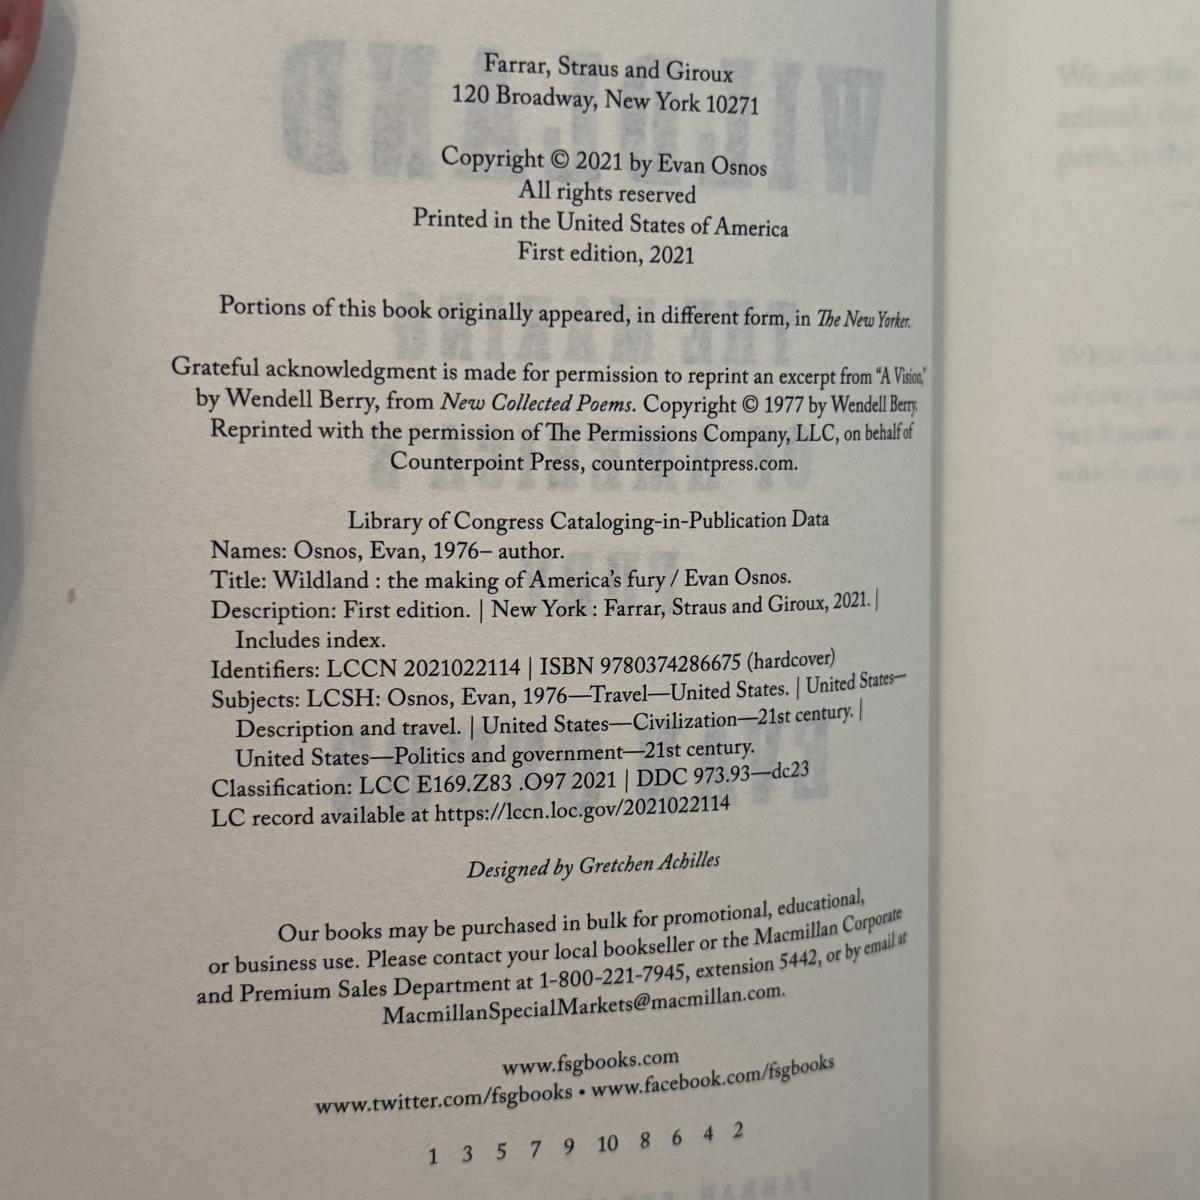 Farrar, Straus and Giroux
120 Broadway, New York 10271
Copyright © 2021 by Evan Osnos
All rights reserved
Printed in the United States of America
First edition, 2021
Portions of this book originally appeared, in different form, in The New Yorker.
Grateful acknowledgment is made for permission to reprint an excerpt from “A Vision,”
by Wendell Berry, from New Collected Poems. Copyright © 1977 by Wendell Berry.
Reprinted with the permission of The Permissions Company, LLC, on behalf of
Counterpoint Press, counterpointpress.com.
Library of Congress Cataloging-in-Publication Data
Names: Osnos, Evan, 1976– author.
Title: Wildland : the making of America’s fury / Evan Osnos.
Description: First edition. | New York : Farrar, Straus and Giroux, 2021. |
Includes index.
Identifiers: LCCN 2021022114 | ISBN 9780374286675 (hardcover)
Subjects: LCSH: Osnos, Evan, 1976—Travel—United States. | United States—
Description and travel. | United States—Civilization—21st century. |
United States—Politics and government—21st century.
Classification: LCC E169.Z83 .O97 2021 | DDC 973.93—dc23
LC record available at https://lccn.loc.gov/2021022114
Designed by Gretchen Achilles
Our books may be purchased in bulk for promotional, educational,
or business use. Please contact your local bookseller or the Macmillan Corporate
and Premium Sales Department at 1-800-221-7945, extension 5442, or by email at
MacmillanSpecialMarkets@macmillan.com.
www.fsgbooks.com
www.twitter.com/fsgbooks • www.facebook.com/fsgbooks
1 3 5 7 9 10 8 6 4 2